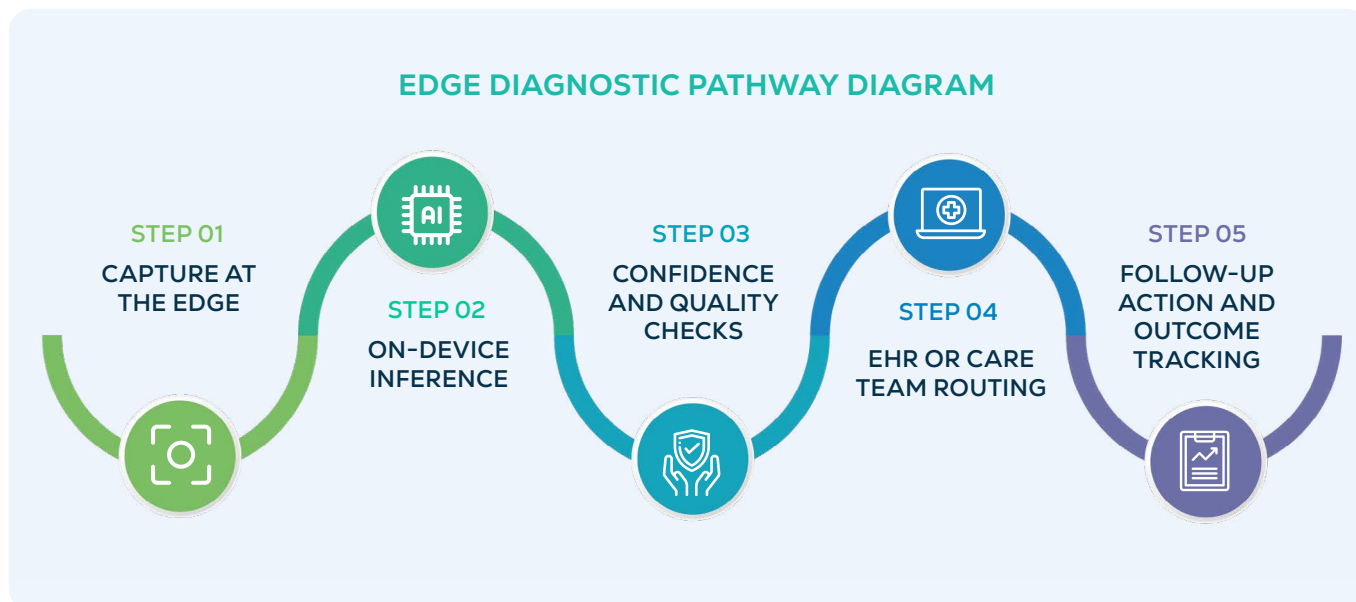 EDGE DIAGNOSTIC PATHWAY DIAGRAM
STEP 01
CAPTURE AT
THE EDGE
AI
STEP 02
ON-DEVICE
INFERENCE
STEP 03
CONFIDENCE
AND QUALITY
CHECKS
STEP 04
EHR OR CARE
TEAM ROUTING
STEP 05
FOLLOW-UP
ACTION AND
OUTCOME
TRACKING